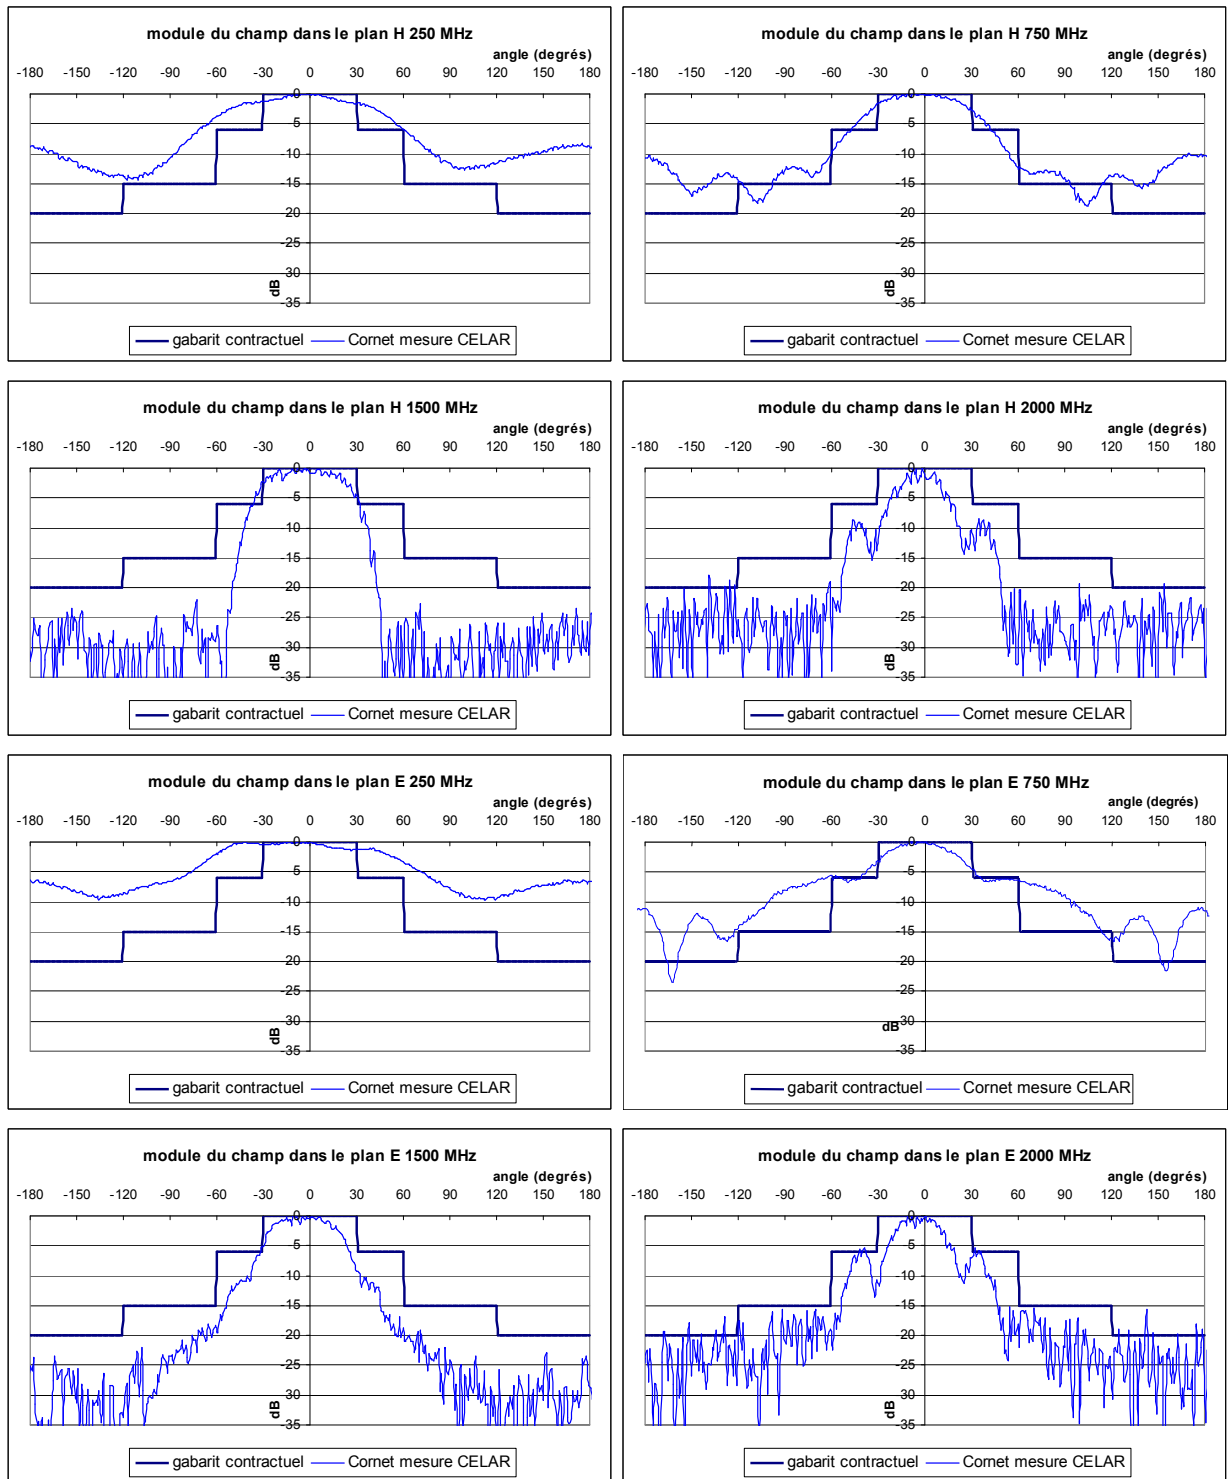 module du champ dans le plan H 250 MHz
angle (degrés)
-180 -150 -120 -90 -60 -30 0 30 60 90 120 150 180
0
-5
-10
-15
-20
-25
-30
-35
dB
gabarit contractuel Cornet mesure CELAR
module du champ dans le plan H 750 MHz
angle (degrés)
-180 -150 -120 -90 -60 -30 0 30 60 90 120 150 180
0
-5
-10
-15
-20
-25
-30
-35
dB
gabarit contractuel Cornet mesure CELAR
module du champ dans le plan H 1500 MHz
angle (degrés)
-180 -150 -120 -90 -60 -30 0 30 60 90 120 150 180
0
-5
-10
-15
-20
-25
-30
-35
dB
gabarit contractuel Cornet mesure CELAR
module du champ dans le plan H 2000 MHz
angle (degrés)
-180 -150 -120 -90 -60 -30 0 30 60 90 120 150 180
0
-5
-10
-15
-20
-25
-30
-35
dB
gabarit contractuel Cornet mesure CELAR
module du champ dans le plan E 250 MHz
angle (degrés)
-180 -150 -120 -90 -60 -30 0 30 60 90 120 150 180
0
-5
-10
-15
-20
-25
-30
-35
dB
gabarit contractuel Cornet mesure CELAR
module du champ dans le plan E 750 MHz
angle (degrés)
-180 -150 -120 -90 -60 -30 0 30 60 90 120 150 180
0
-5
-10
-15
-20
-25
-30
-35
dB
gabarit contractuel Cornet mesure CELAR
module du champ dans le plan E 1500 MHz
angle (degrés)
-180 -150 -120 -90 -60 -30 0 30 60 90 120 150 180
0
-5
-10
-15
-20
-25
-30
-35
dB
gabarit contractuel Cornet mesure CELAR
module du champ dans le plan E 2000 MHz
angle (degrés)
-180 -150 -120 -90 -60 -30 0 30 60 90 120 150 180
0
-5
-10
-15
-20
-25
-30
-35
dB
gabarit contractuel Cornet mesure CELAR